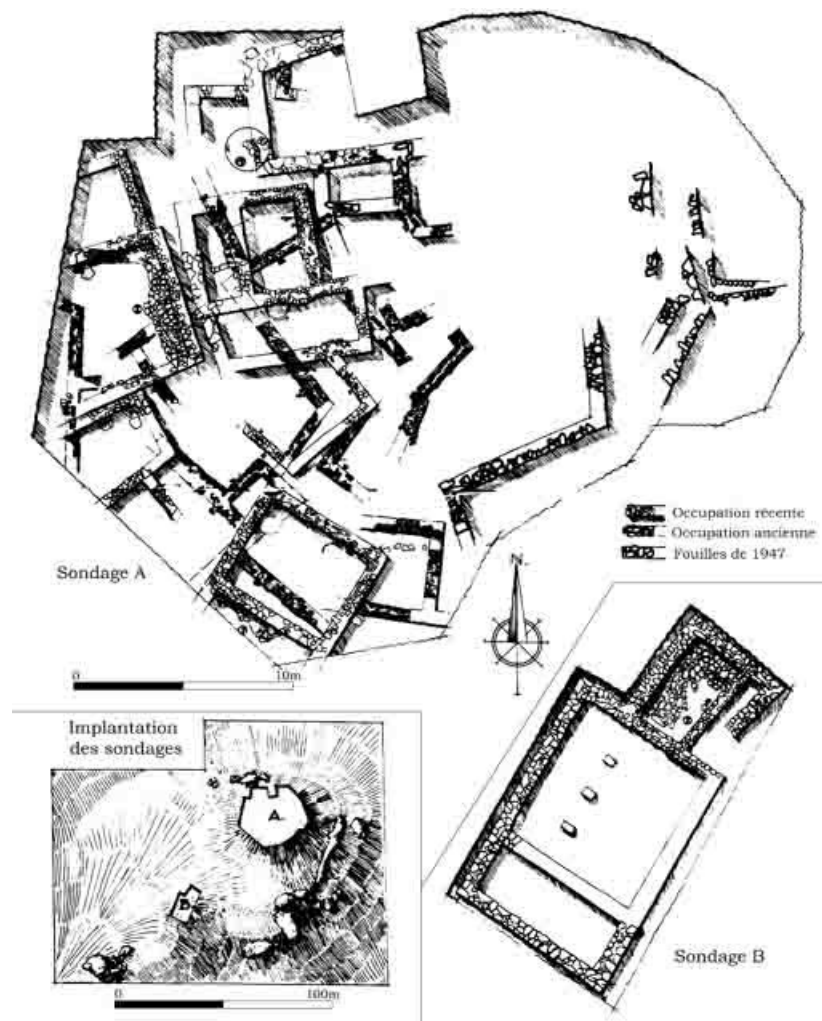 Occupation récente
Occupation ancienne
Fouilles de 1947
Sondage A
N
0 10m
Implantation
des sondages
A
B
0 100m
Sondage B